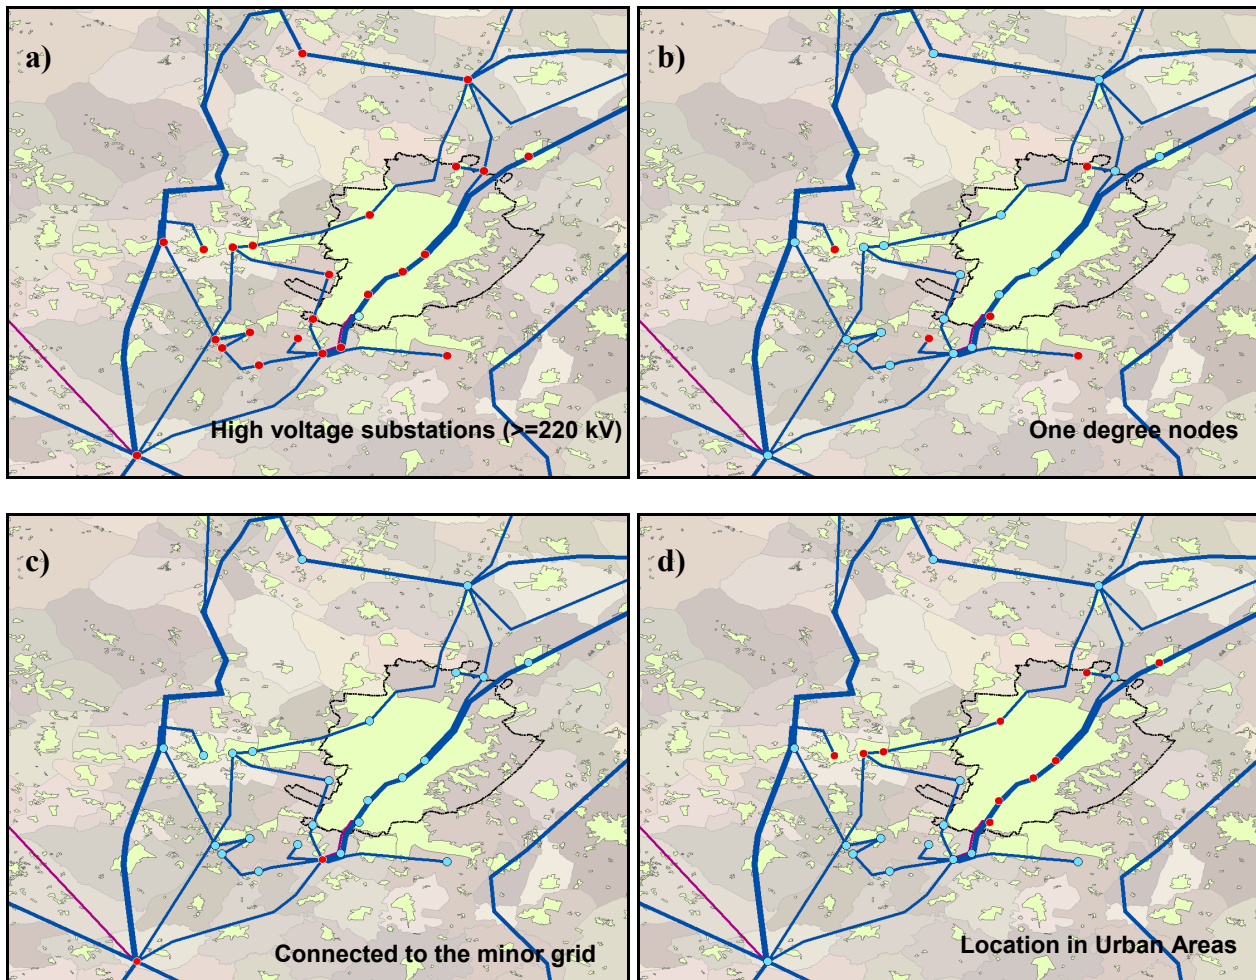 a)
High voltage substations (>=220 kV)
b)
One degree nodes
c)
Connected to the minor grid
d)
Location in Urban Areas